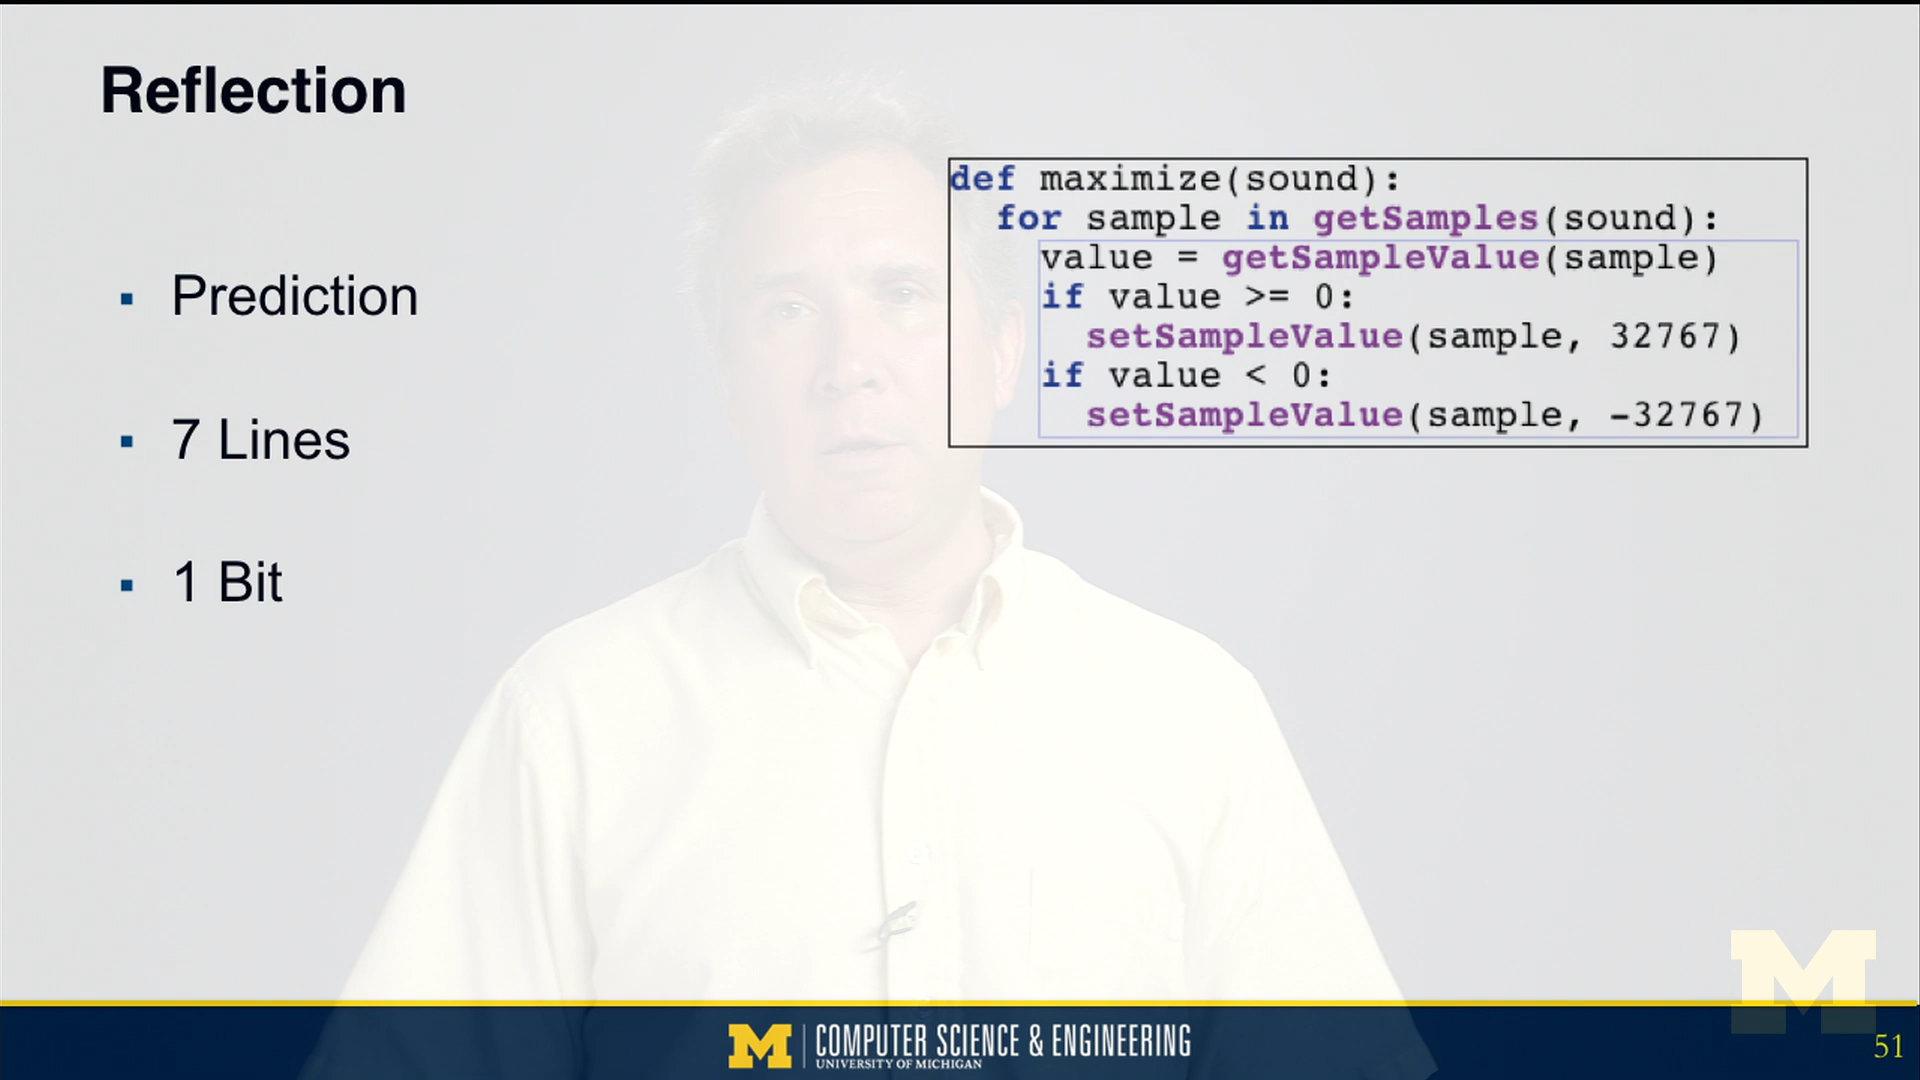 Reflection
▪ Prediction
▪ 7 Lines
▪ 1 Bit
def maximize(sound):
  for sample in getSamples(sound):
    value = getSampleValue(sample)
    if value >= 0:
      setSampleValue(sample, 32767)
    if value < 0:
      setSampleValue(sample, -32767)
M
M COMPUTER SCIENCE & ENGINEERING
UNIVERSITY OF MICHIGAN
51